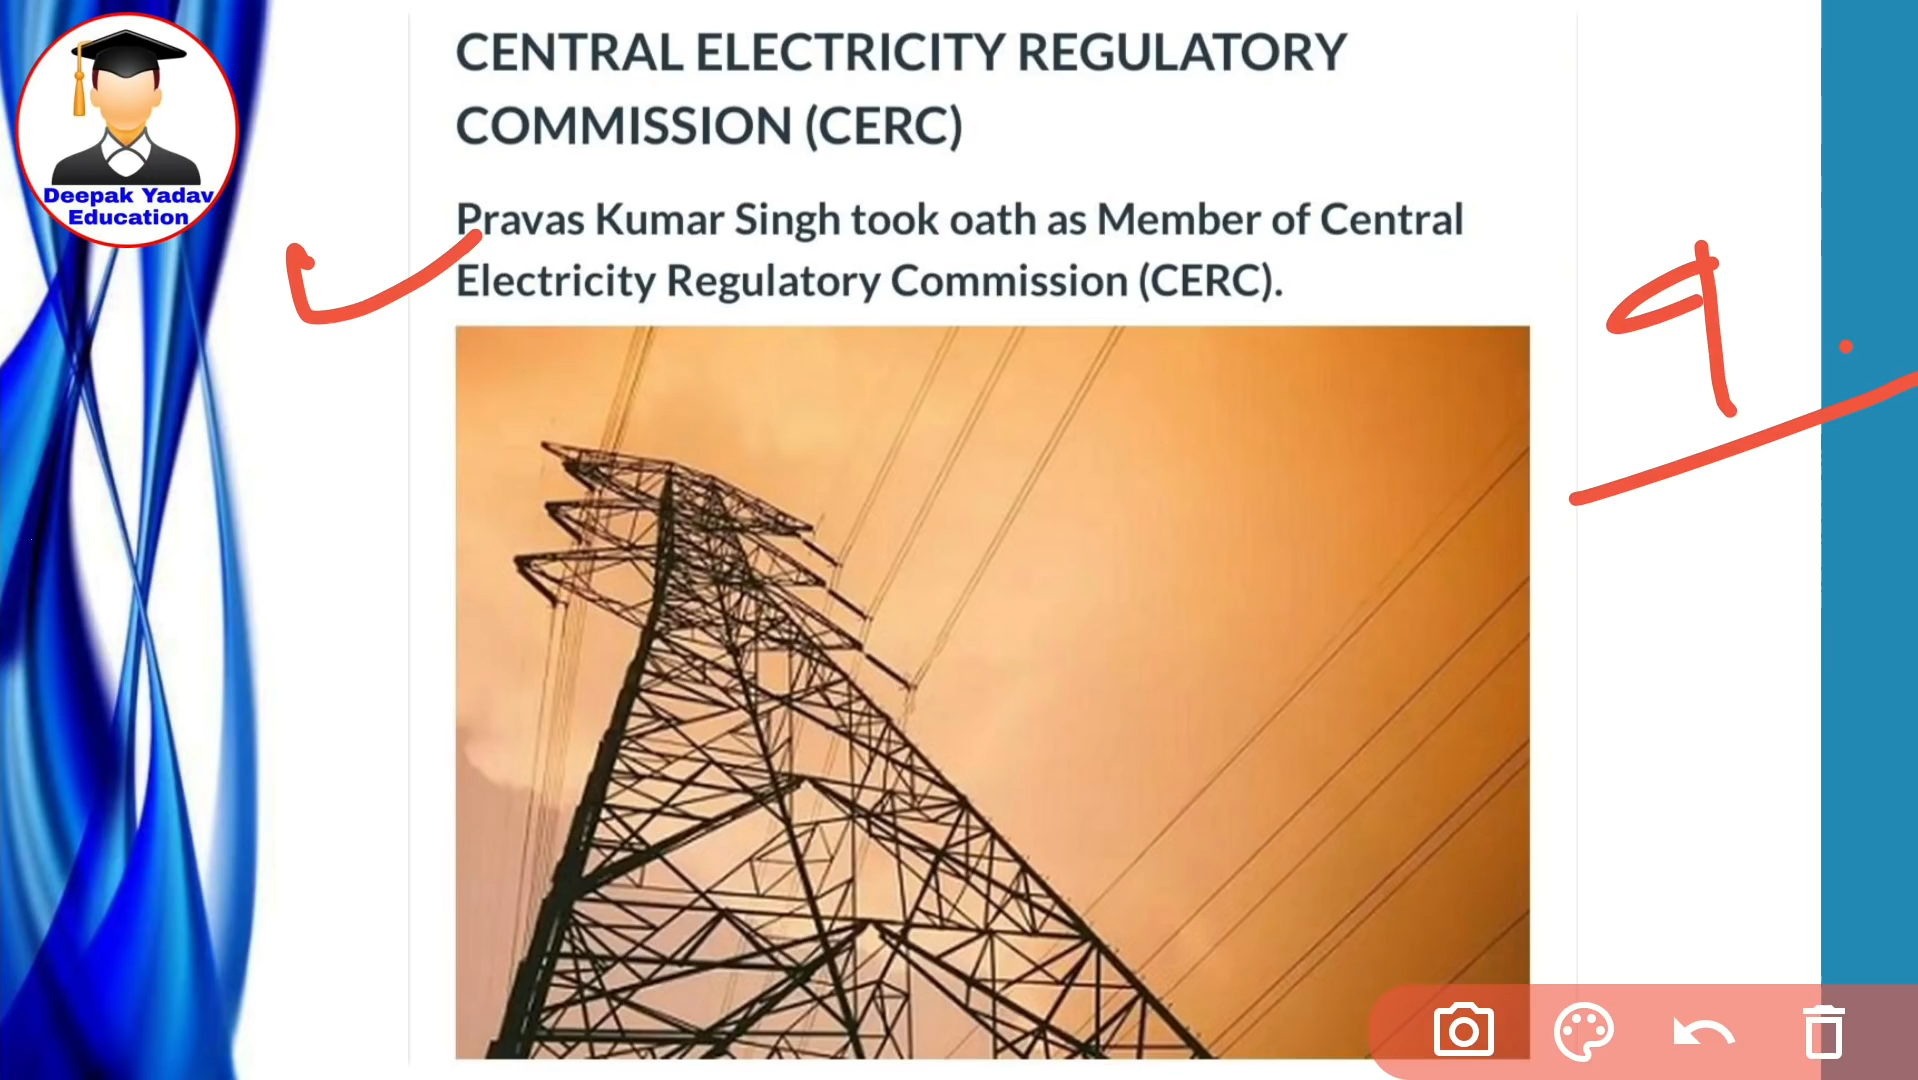 Deepak Yadav
Education
CENTRAL ELECTRICITY REGULATORY
COMMISSION (CERC)
Pravas Kumar Singh took oath as Member of Central
Electricity Regulatory Commission (CERC).
9